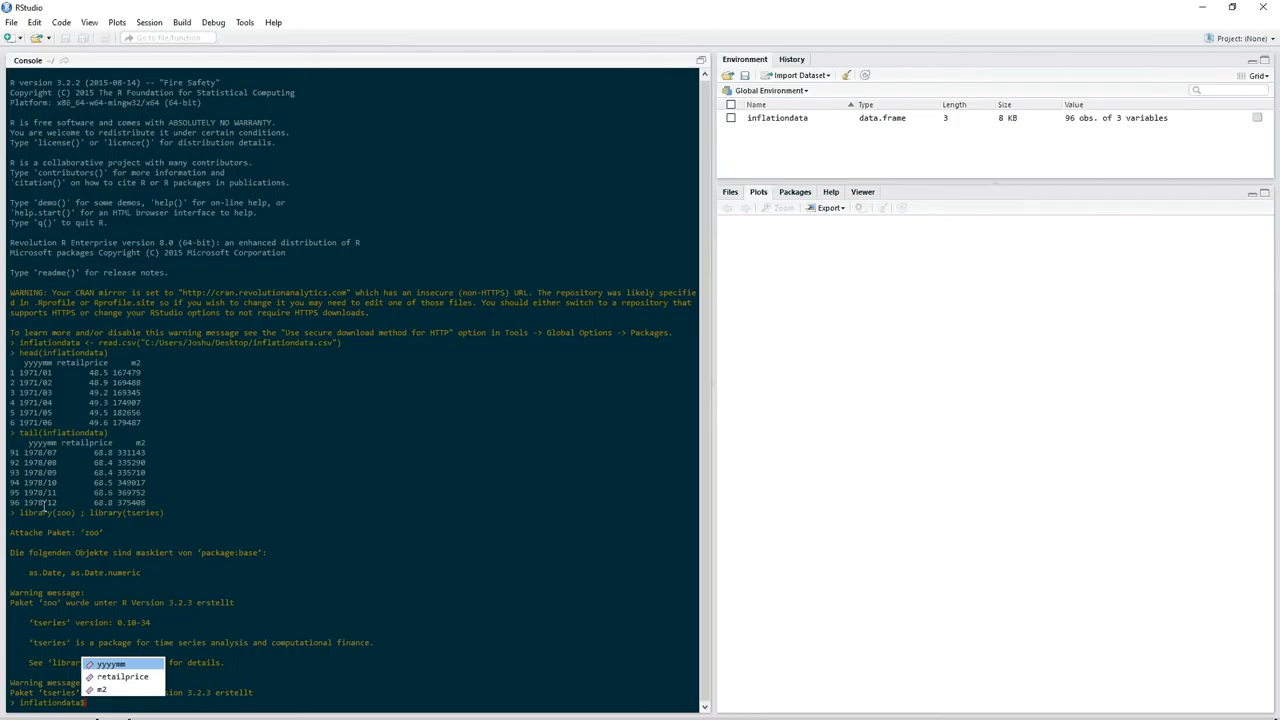 RStudio
File Edit Code View Plots Session Build Debug Tools Help
Go to file/function
Project: (None)
Console ~/
R version 3.2.2 (2015-08-14) -- "Fire Safety"
Copyright (C) 2015 The R Foundation for Statistical Computing
Platform: x86_64-w64-mingw32/x64 (64-bit)
R is free software and comes with ABSOLUTELY NO WARRANTY.
You are welcome to redistribute it under certain conditions.
Type 'license()' or 'licence()' for distribution details.
R is a collaborative project with many contributors.
Type 'contributors()' for more information and
'citation()' on how to cite R or R packages in publications.
Type 'demo()' for some demos, 'help()' for on-line help, or
'help.start()' for an HTML browser interface to help.
Type 'q()' to quit R.
Revolution R Enterprise version 8.0 (64-bit): an enhanced distribution of R
Microsoft packages Copyright (C) 2015 Microsoft Corporation
Type 'readme()' for release notes.
WARNING: Your CRAN mirror is set to "http://cran.revolutionanalytics.com" which has an insecure (non-HTTPS) URL. The repository was likely specifie
d in .Rprofile or Rprofile.site so if you wish to change it you may need to edit one of those files. You should either switch to a repository that
supports HTTPS or change your RStudio options to not require HTTPS downloads.
To learn more and/or disable this warning message see the "Use secure download method for HTTP" option in Tools -> Global Options -> Packages.
> inflationdata <- read.csv("C:/Users/Joshu/Desktop/inflationdata.csv")
> head(inflationdata)
yyyymm retailprice m2
1 1971/01 48.5 167479
2 1971/02 48.9 169488
3 1971/03 49.2 169345
4 1971/04 49.3 174907
5 1971/05 49.5 182656
6 1971/06 49.6 179487
> tail(inflationdata)
yyyymm retailprice m2
91 1978/07 68.8 331143
92 1978/08 68.4 335290
93 1978/09 68.4 335710
94 1978/10 68.5 349017
95 1978/11 68.6 369752
96 1978/12 68.8 375408
> library(zoo) ; library(tseries)
Attache Paket: ‘zoo’
Die folgenden Objekte sind maskiert von ‘package:base’:
as.Date, as.Date.numeric
Warning message:
Paket ‘zoo’ wurde unter R Version 3.2.3 erstellt
‘tseries’ version: 0.10-34
‘tseries’ is a package for time series analysis and computational finance.
See ‘librar for details.
Warning message
Paket ‘tseries’ sion 3.2.3 erstellt
> inflationdata$
yyyymm
retailprice
m2
Environment History
Import Dataset Grid
Global Environment
Name Type Length Size Value
inflationdata data.frame 3 8 KB 96 obs. of 3 variables
Files Plots Packages Help Viewer
Zoom Export